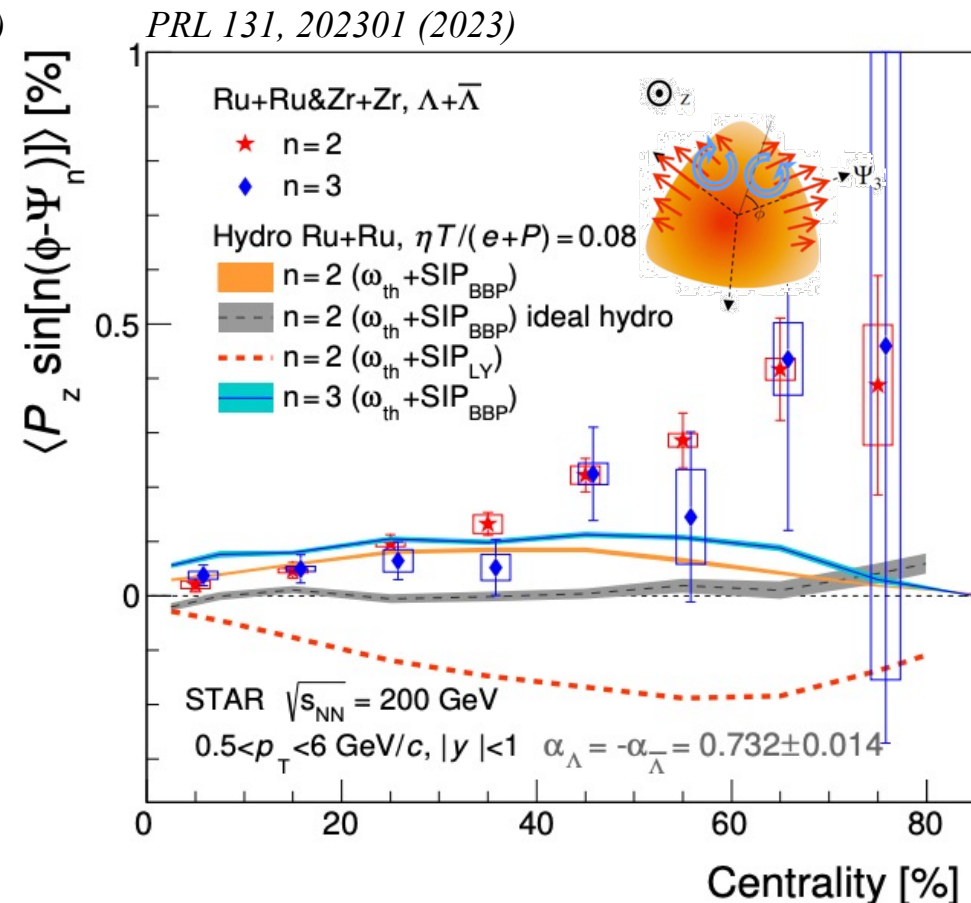 ) PRL 131, 202301 (2023)
⟨P_z sin[n(ϕ-Ψ_n)]⟩ [%]
1
Ru+Ru&Zr+Zr, Λ+Λ̅
n=2
n=3
⊙ z
Ψ_3
ϕ
Hydro Ru+Ru, ηT/(e+P)=0.08
n=2 (ω_th+SIP_BBP)
0.5
n=2 (ω_th+SIP_BBP) ideal hydro
n=2 (ω_th+SIP_LY)
n=3 (ω_th+SIP_BBP)
0
STAR √s_NN = 200 GeV
0.5<p_T<6 GeV/c, |y|<1 α_Λ = -α_Λ̅ = 0.732±0.014
0 20 40 60 80
Centrality [%]